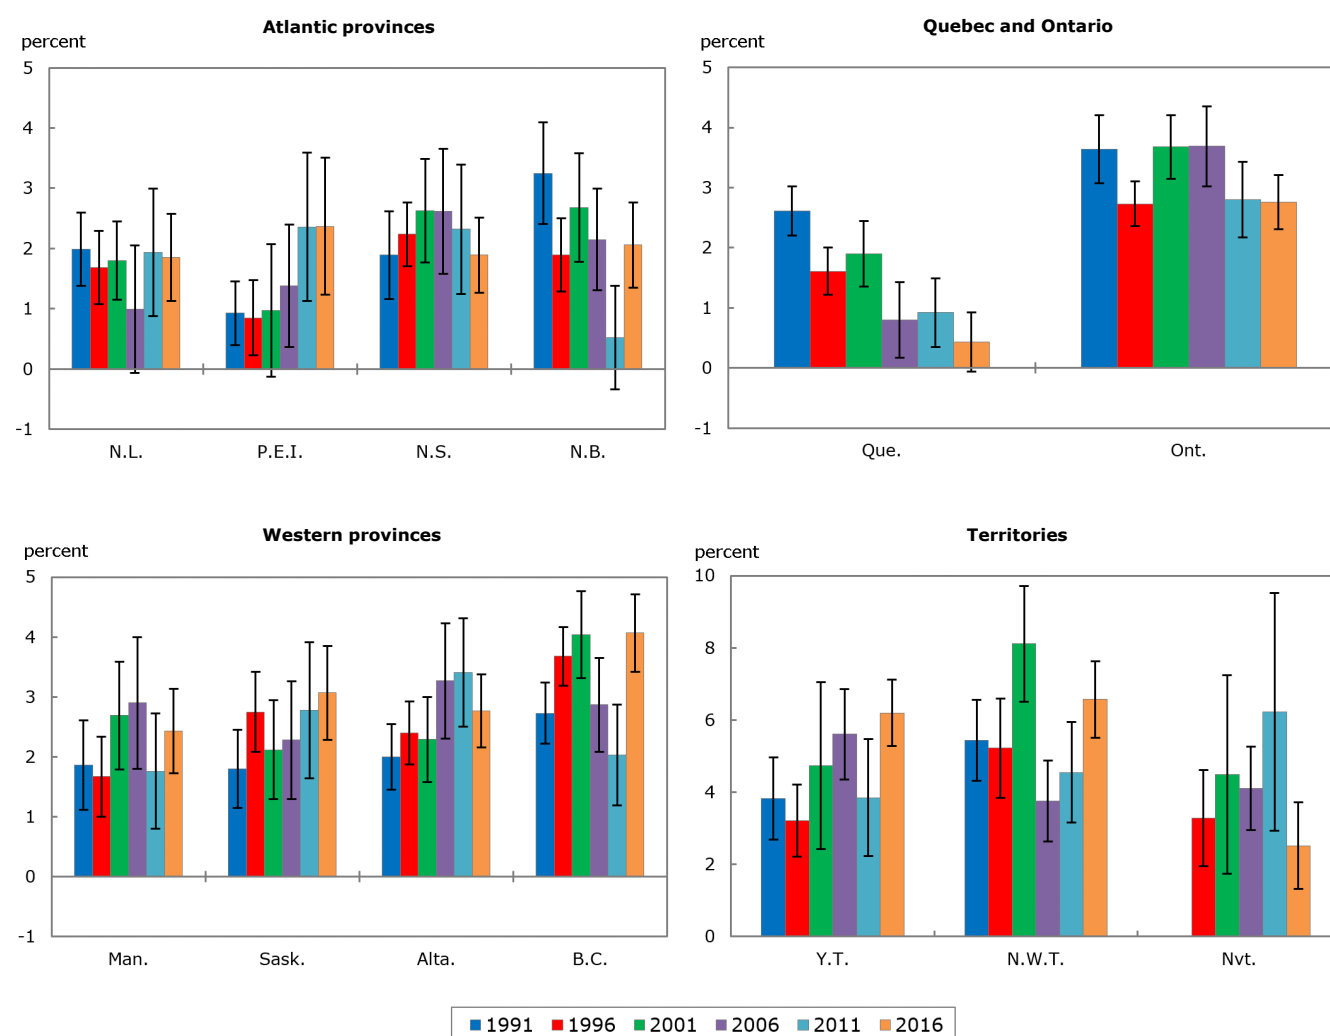 Atlantic provinces
percent
5
4
3
2
1
0
-1
N.L. P.E.I. N.S. N.B.
Quebec and Ontario
percent
5
4
3
2
1
0
-1
Que. Ont.
Western provinces
percent
5
4
3
2
1
0
-1
Man. Sask. Alta. B.C.
Territories
percent
10
8
6
4
2
0
Y.T. N.W.T. Nvt.
1991 1996 2001 2006 2011 2016